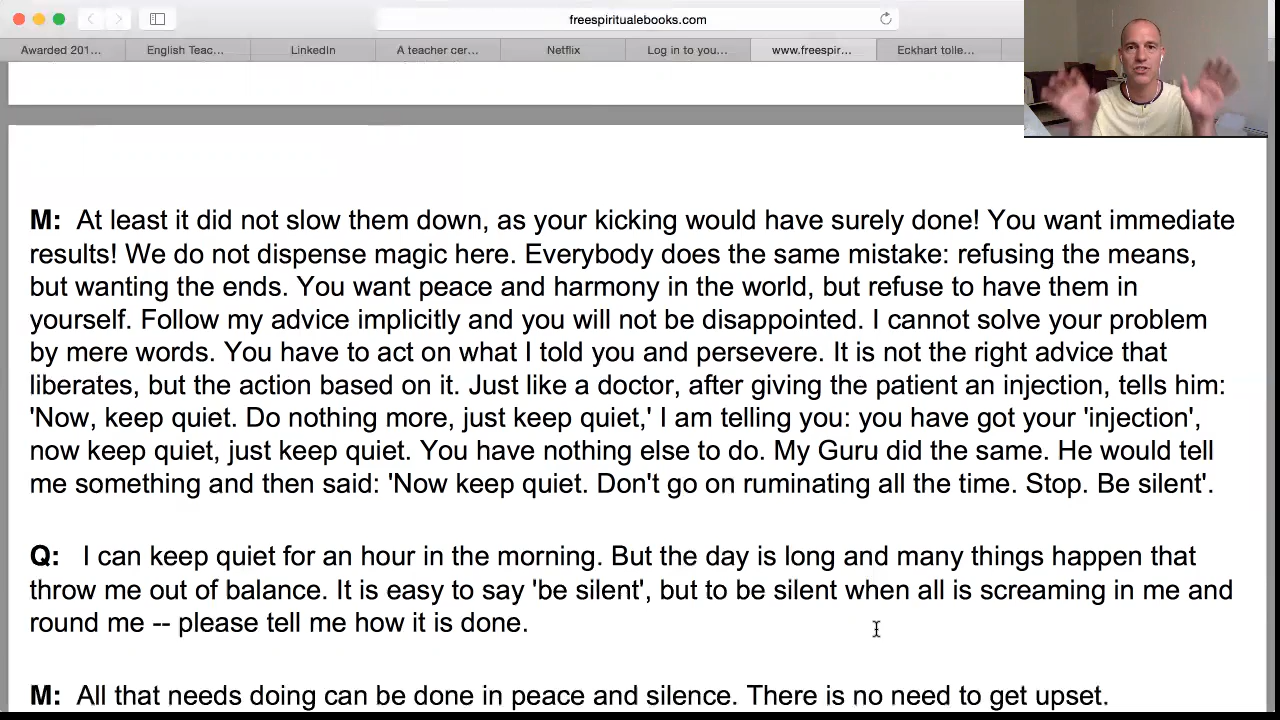 freespiritualebooks.com
Awarded 201...
English Teac...
LinkedIn
A teachcster...
Netflix
Log in to you...
www.freespir...
Eckhart tolle...
M: At least it did not slow them down, as your kicking would have surely done! You want immediate
results! We do not dispense magic here. Everybody does the same mistake: refusing the means,
but wanting the ends. You want peace and harmony in the world, but refuse to have them in
yourself. Follow my advice implicitly and you will not be disappointed. I cannot solve your problem
by mere words. You have to act on what I told you and persevere. It is not the right advice that
liberates, but the action based on it. Just like a doctor, after giving the patient an injection, tells him:
'Now, keep quiet. Do nothing more, just keep quiet,' I am telling you: you have got your 'injection',
now keep quiet, just keep quiet. You have nothing else to do. My Guru did the same. He would tell
me something and then said: 'Now keep quiet. Don't go on ruminating all the time. Stop. Be silent'.
Q: I can keep quiet for an hour in the morning. But the day is long and many things happen that
throw me out of balance. It is easy to say 'be silent', but to be silent when all is screaming in me and
round me -- please tell me how it is done.
M: All that needs doing can be done in peace and silence. There is no need to get upset.